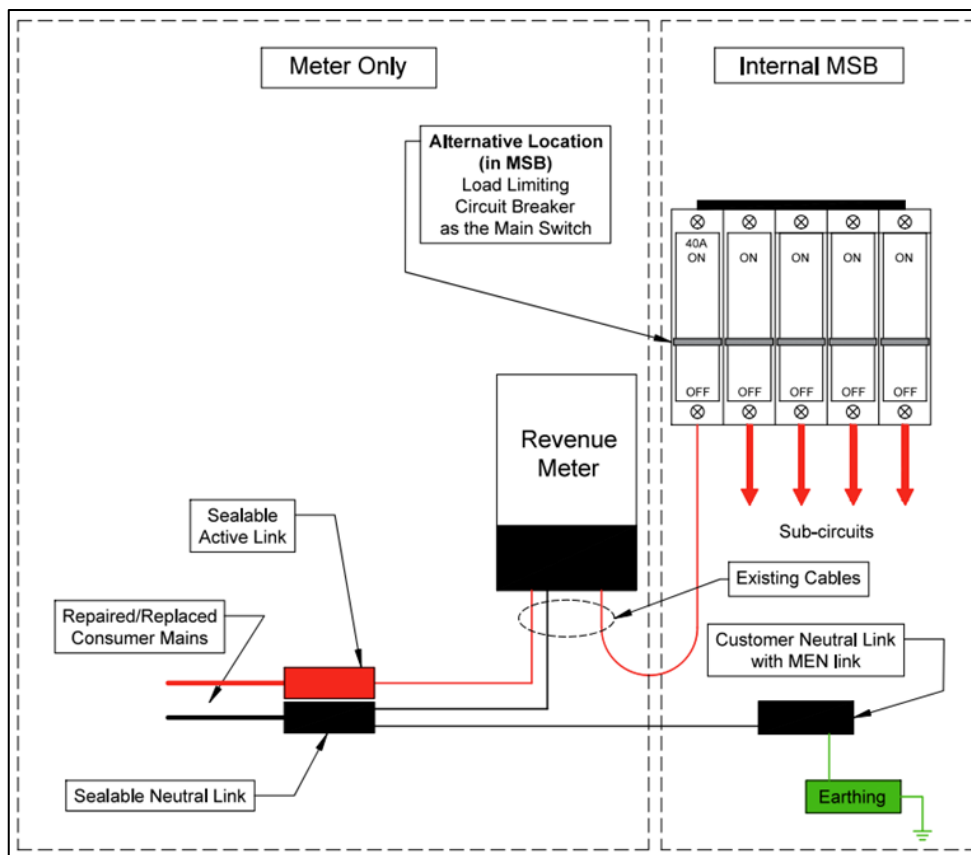 Meter Only
Internal MSB
Alternative Location
(in MSB)
Load Limiting
Circuit Breaker
as the Main Switch
40A
ON
ON
ON
ON
ON
OFF
OFF
OFF
OFF
OFF
Revenue
Meter
Sub-circuits
Sealable
Active Link
Existing Cables
Repaired/Replaced
Consumer Mains
Customer Neutral Link
with MEN link
Sealable Neutral Link
Earthing